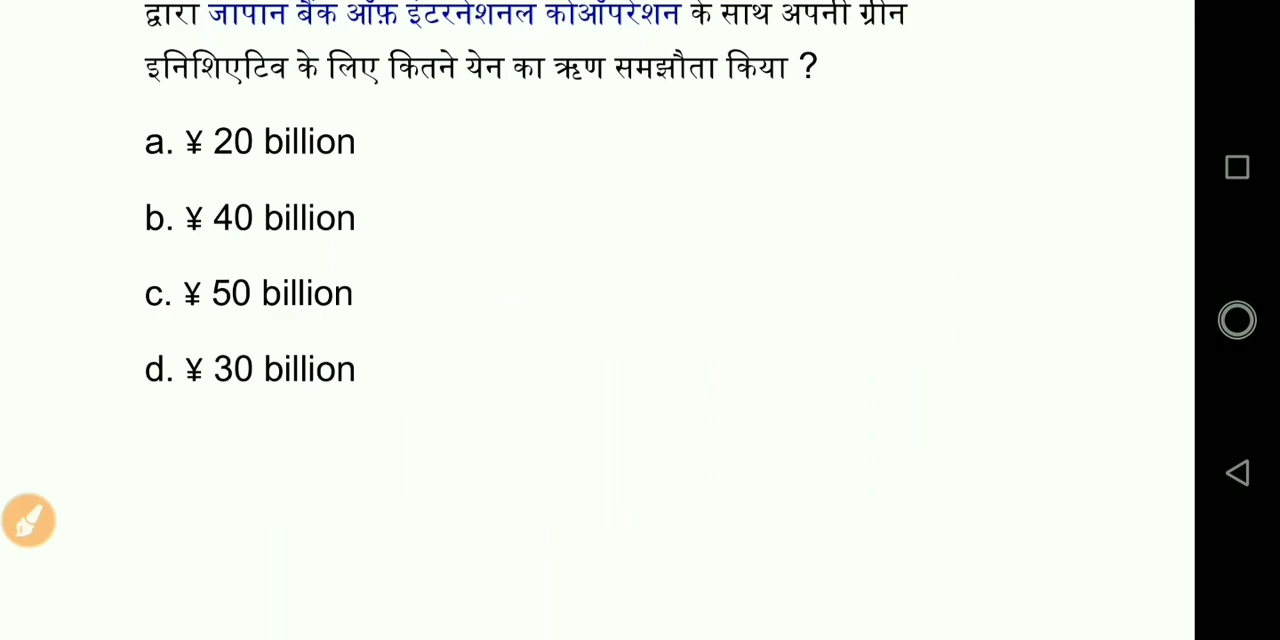 द्वारा जापान बैंक ऑफ़ इंटरनेशनल कोऑपरेशन के साथ अपनी ग्रीन
इनिशिएटिव के लिए कितने येन का ऋण समझौता किया ?
a. ¥ 20 billion
b. ¥ 40 billion
c. ¥ 50 billion
d. ¥ 30 billion